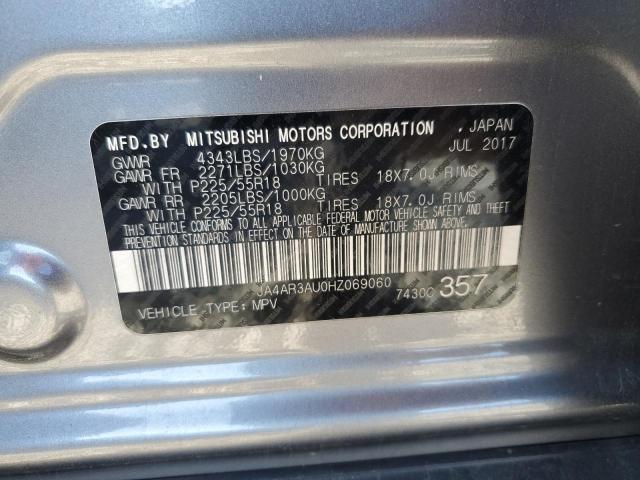 MFD.BY MITSUBISHI MOTORS CORPORATION , JAPAN
GVWR 4343LBS/1970KG JUL 2017
GAWR FR 2271LBS/1030KG
WITH P225/55R18 TIRES 18X7.0J RIMS
GAWR RR 2205LBS/1000KG
WITH P225/55R18 TIRES 18X7.0J RIMS
THIS VEHICLE CONFORMS TO ALL APPLICABLE FEDERAL MOTOR VEHICLE SAFETY AND THEFT
PREVENTION STANDARDS IN EFFECT ON THE DATE OF MANUFACTURE SHOWN ABOVE.
JA4AR3AU0HZ069060
VEHICLE TYPE: MPV 7430C 357